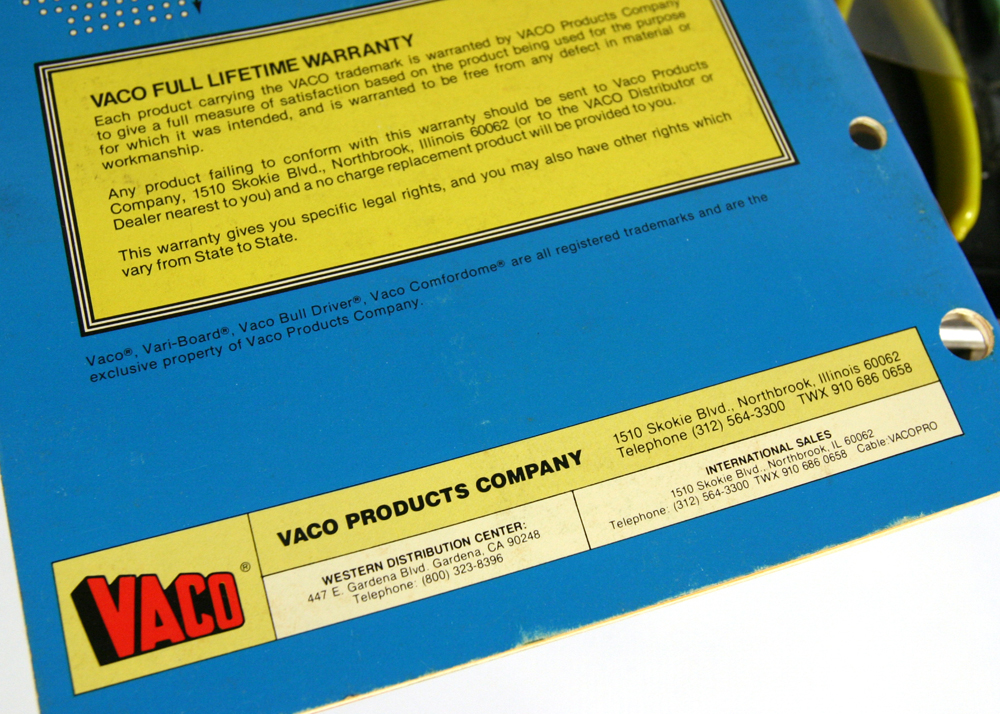 VACO FULL LIFETIME WARRANTY
Each product carrying the VACO trademark is warranted by VACO Products Company
to give a full measure of satisfaction based on the product being used for the purpose
for which it was intended, and is warranted to be free from any defect in material or
workmanship.
Any product failing to conform with this warranty should be sent to Vaco Products
Company, 1510 Skokie Blvd., Northbrook, Illinois 60062 (or to the VACO Distributor or
Dealer nearest to you) and a no charge replacement product will be provided to you.
This warranty gives you specific legal rights, and you may also have other rights which
vary from State to State.
Vaco®, Vari-Board®, Vaco Bull Driver®, Vaco Comfordome® are all registered trademarks and are the
exclusive property of Vaco Products Company.
VACO®
VACO PRODUCTS COMPANY
1510 Skokie Blvd., Northbrook, Illinois 60062
Telephone (312) 564-3300 TWX 910 686 0658
WESTERN DISTRIBUTION CENTER:
447 E. Gardena Blvd. Gardena, CA 90248
Telephone: (800) 323-8396
INTERNATIONAL SALES
1510 Skokie Blvd., Northbrook, IL 60062
Telephone: (312) 564-3300 TWX 910 686 0658 Cable:VACOPRO